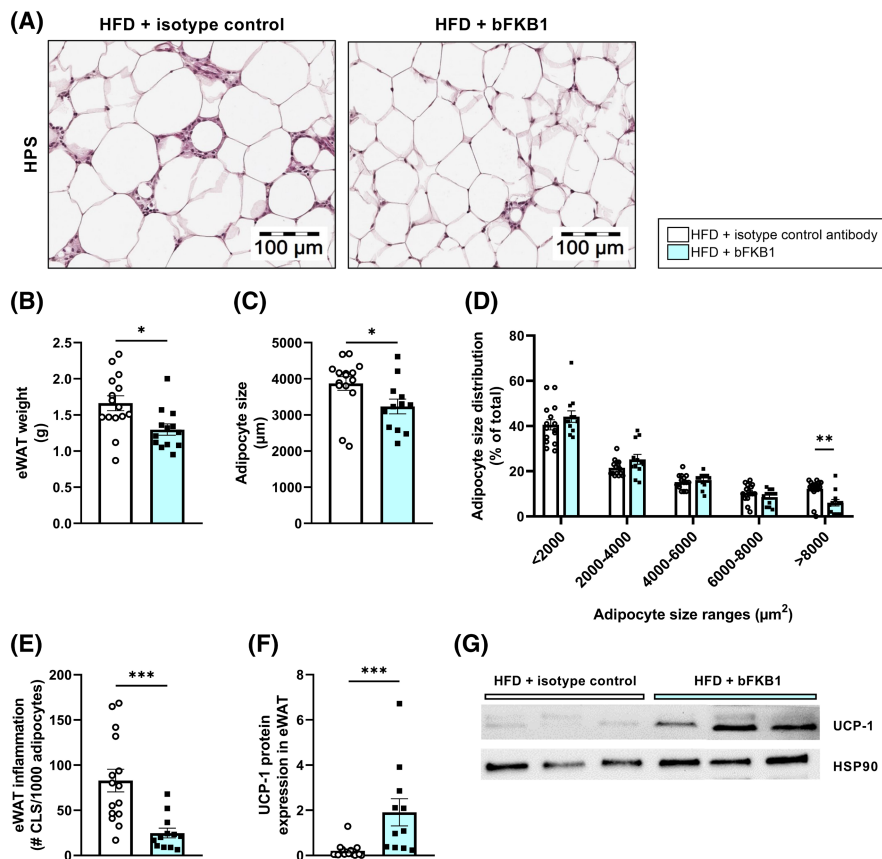 (A)
HFD + isotype control
HFD + bFKB1
HPS
100 µm
100 µm
HFD + isotype control antibody
HFD + bFKB1
(B)
eWAT weight
(g)
2.5
2.0
1.5
1.0
0.5
0.0
*
(C)
Adipocyte size
(µm)
5000
4000
3000
2000
1000
0
*
(D)
Adipocyte size distribution
(% of total)
80
60
40
20
0
**
<2000
2000-4000
4000-6000
6000-8000
>8000
Adipocyte size ranges (µm²)
(E)
eWAT inflammation
(# CLS/1000 adipocytes)
200
150
100
50
0
***
(F)
UCP-1 protein
expression in eWAT
8
6
4
2
0
***
(G)
HFD + isotype control
HFD + bFKB1
UCP-1
HSP90